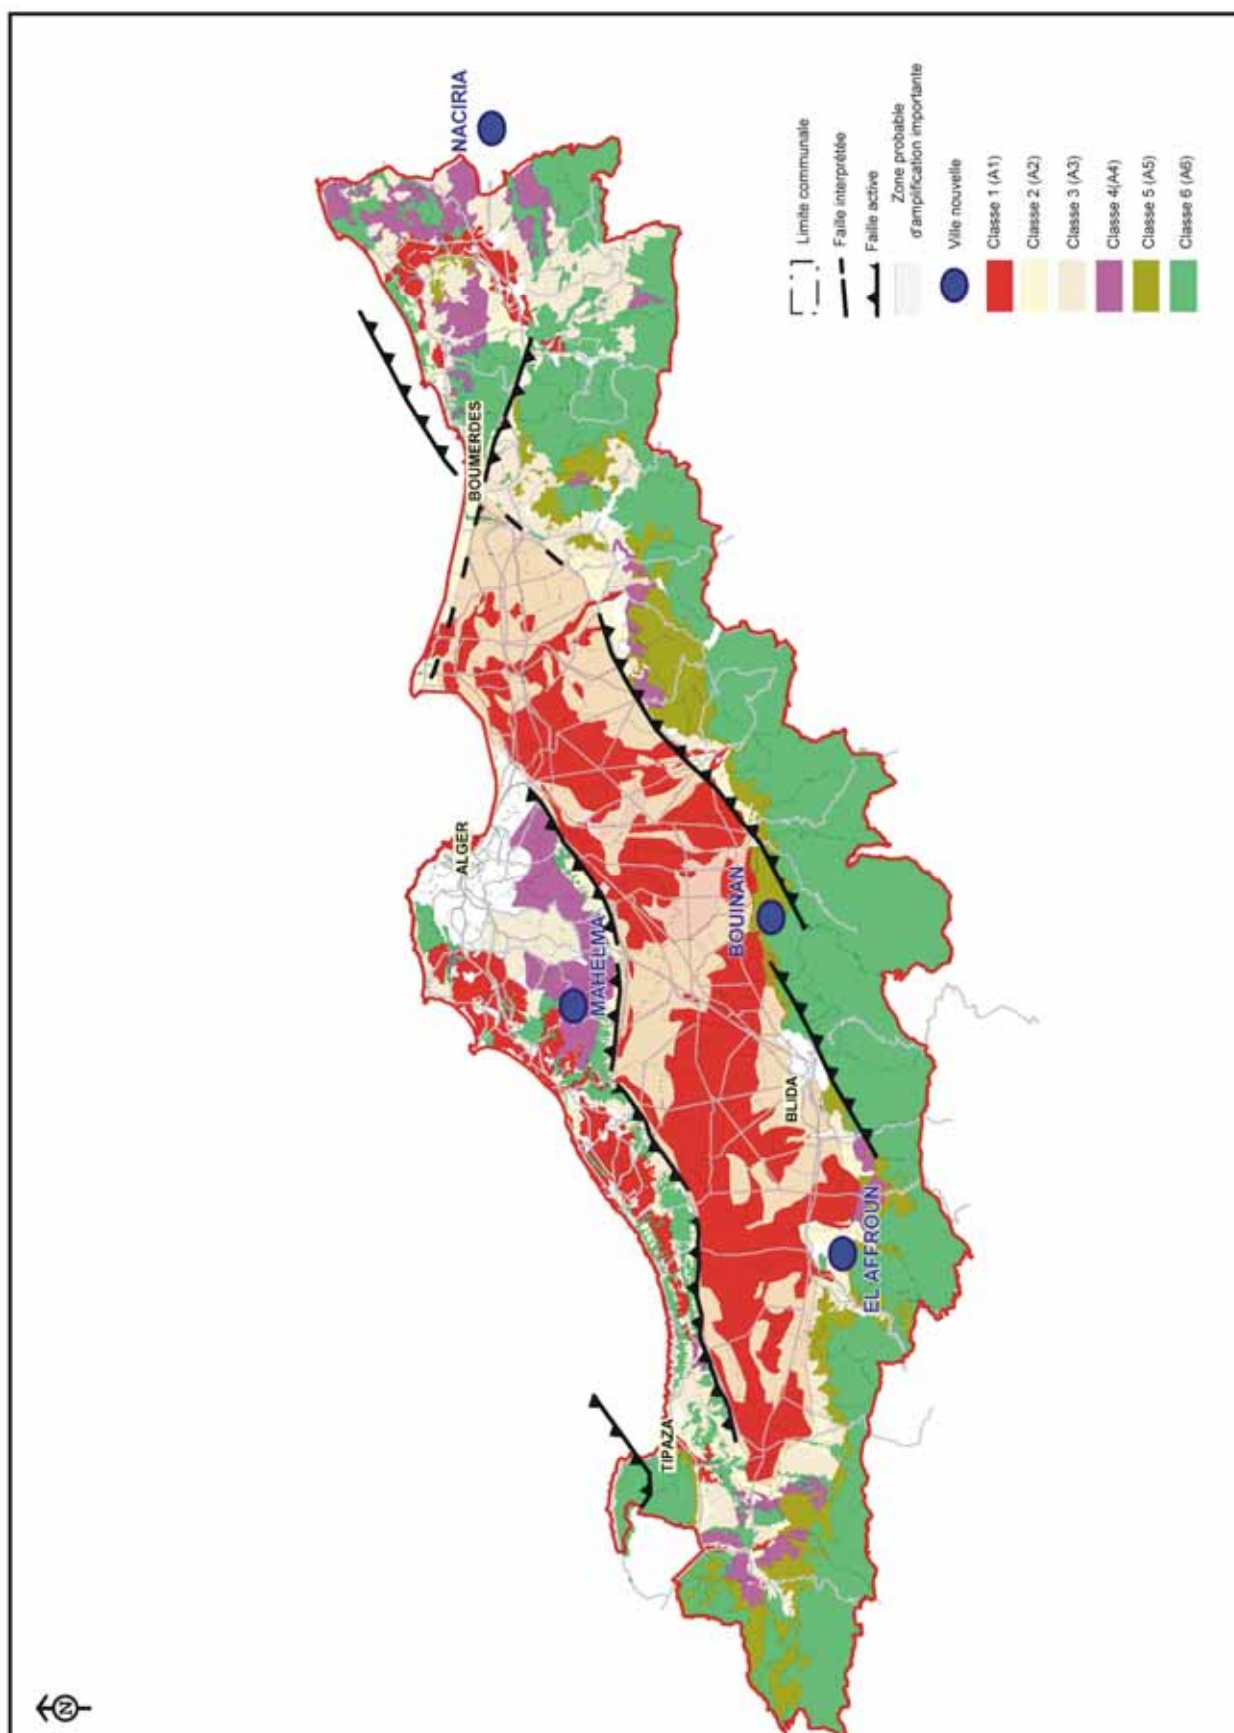 N
NACIRIA
BOUMERDES
ALGER
MAHELMA
BOUINAN
BLIDA
EL AFFROUN
TIPAZA
Limite communale
Faille interprétée
Faille active
Zone probable
d'amplification importante
Ville nouvelle
Classe 1 (A1)
Classe 2 (A2)
Classe 3 (A3)
Classe 4(A4)
Classe 5 (A5)
Classe 6 (A6)